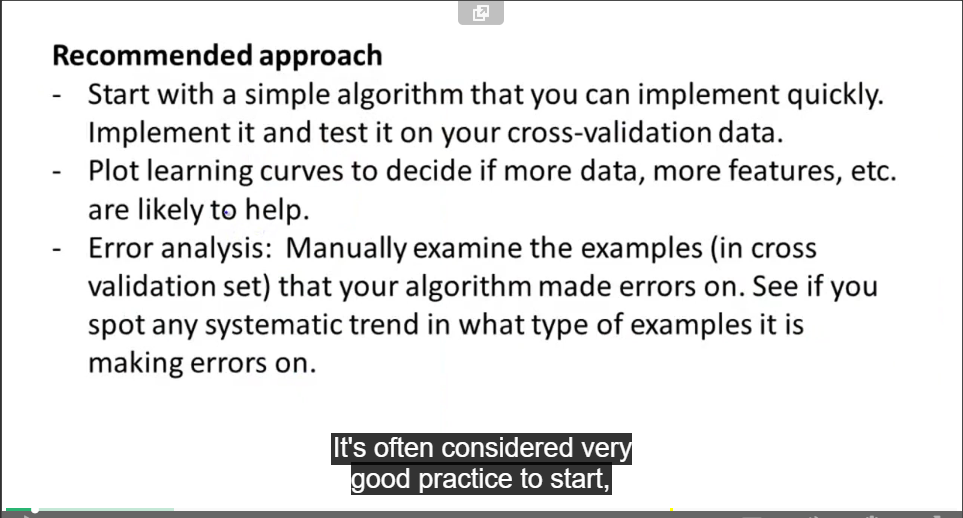 Recommended approach
- Start with a simple algorithm that you can implement quickly.
Implement it and test it on your cross-validation data.
- Plot learning curves to decide if more data, more features, etc.
are likely to help.
- Error analysis: Manually examine the examples (in cross
validation set) that your algorithm made errors on. See if you
spot any systematic trend in what type of examples it is
making errors on.
It's often considered very
good practice to start,